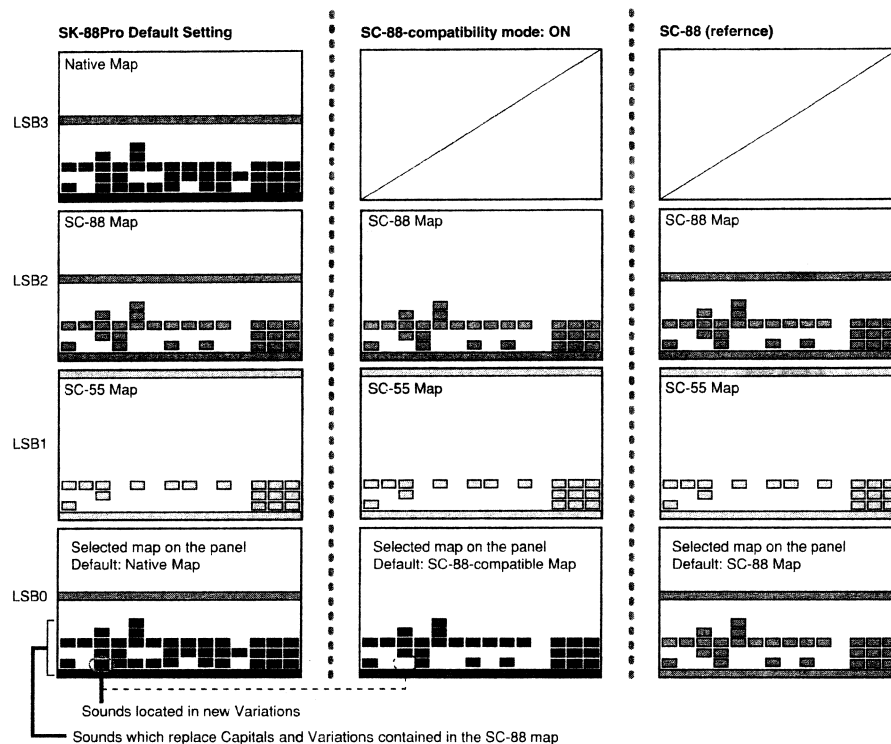 SK-88Pro Default Setting
SC-88-compatibility mode: ON
SC-88 (refernce)
Native Map
LSB3
SC-88 Map
SC-88 Map
SC-88 Map
LSB2
SC-55 Map
SC-55 Map
SC-55 Map
LSB1
Selected map on the panel
Default: Native Map
Selected map on the panel
Default: SC-88-compatible Map
Selected map on the panel
Default: SC-88 Map
LSB0
Sounds located in new Variations
Sounds which replace Capitals and Variations contained in the SC-88 map